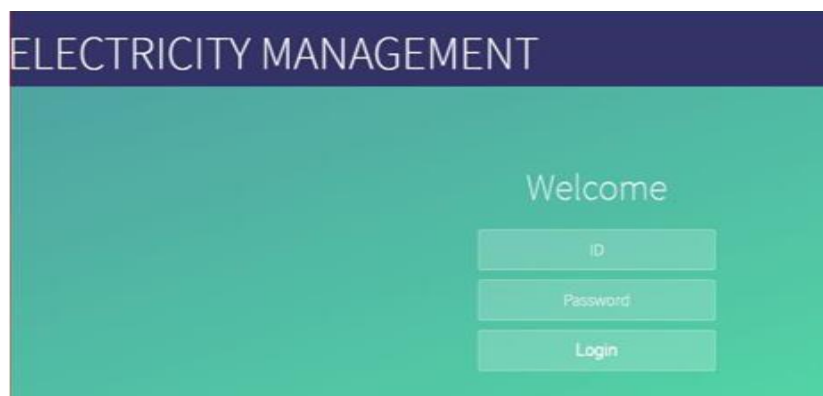 ELECTRICITY MANAGEMENT
Welcome
ID
Password
Login